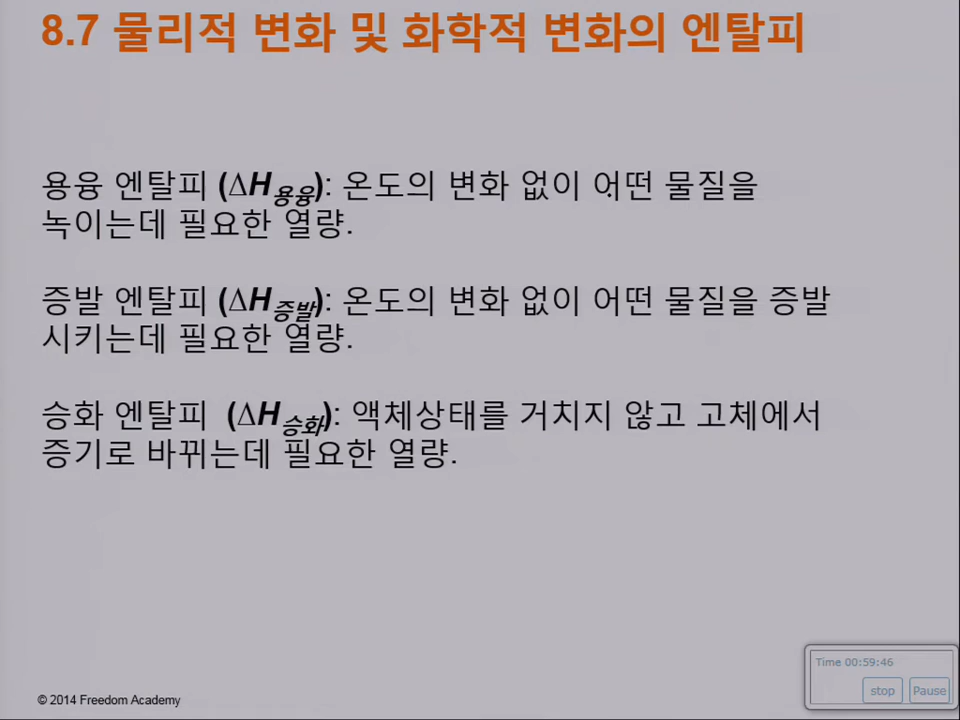 8.7 물리적 변화 및 화학적 변화의 엔탈피
용융 엔탈피 (∆H용융): 온도의 변화 없이 어떤 물질을
녹이는데 필요한 열량.
증발 엔탈피 (∆H증발): 온도의 변화 없이 어떤 물질을 증발
시키는데 필요한 열량.
승화 엔탈피 (∆H승화): 액체상태를 거치지 않고 고체에서
증기로 바뀌는데 필요한 열량.
Time 00:59:46
stop Pause
© 2014 Freedom Academy